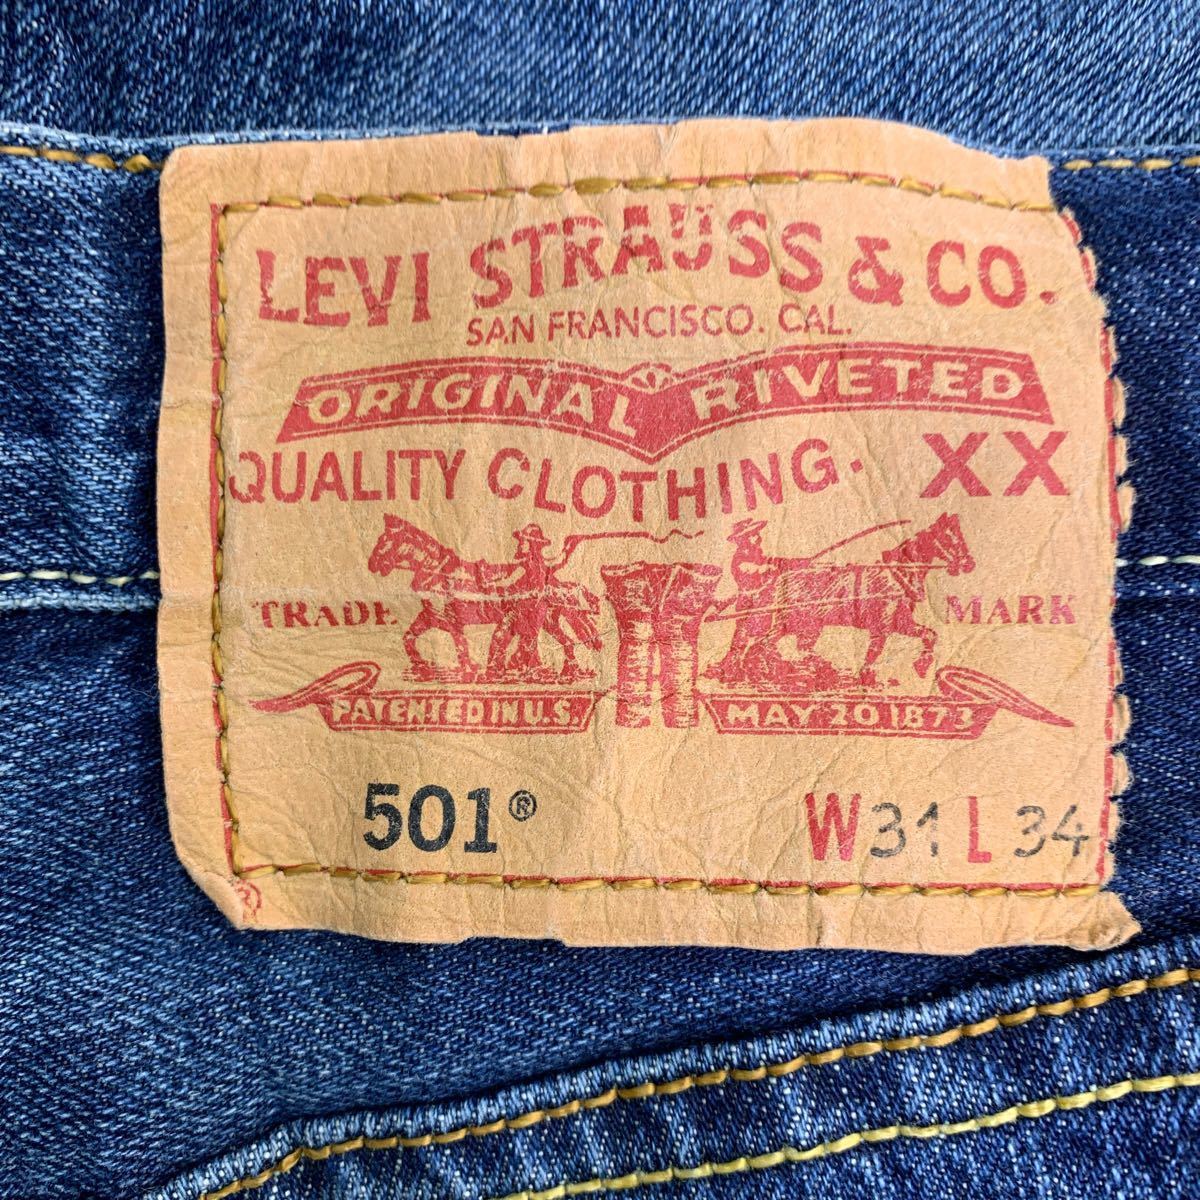 LEVI STRAUSS & CO.
SAN FRANCISCO. CAL.
ORIGINAL RIVETED
QUALITY CLOTHING. XX
TRADE MARK
PATENTED IN U.S. MAY 20 1873
501® W31 L34
®